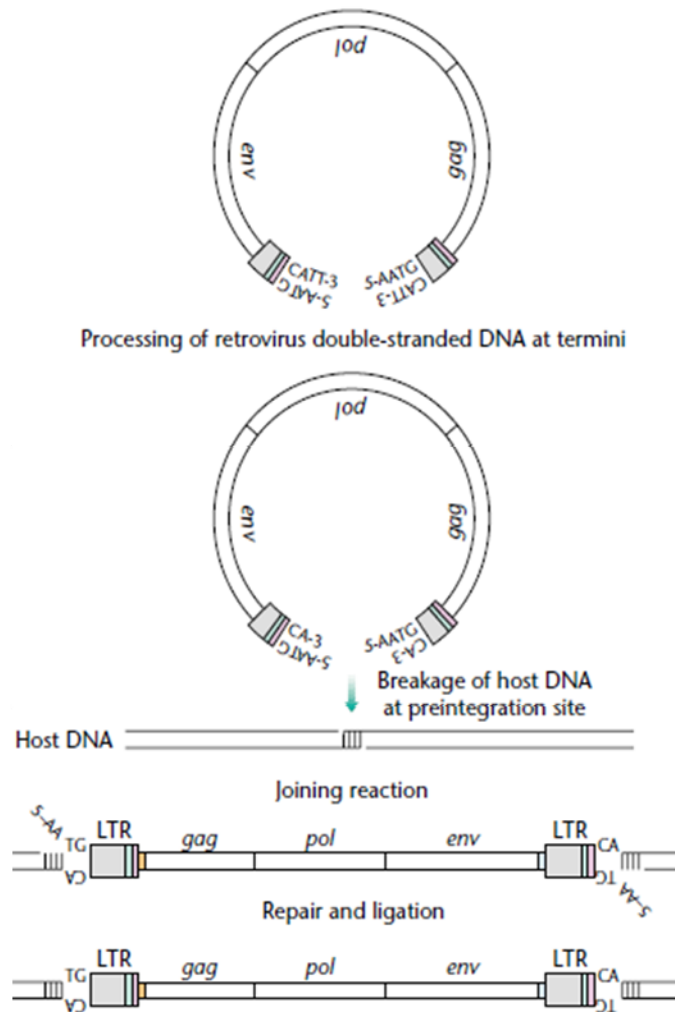 pol
env
gag
CATT-3
5-AATG
5-AATG
CATT-3
Processing of retrovirus double-stranded DNA at termini
pol
env
gag
CA-3
5-AATG
5-AATG
CA-3
Breakage of host DNA
at preintegration site
Host DNA
Joining reaction
5-AA
TG LTR gag pol env LTR CA
CA TG
5-AA
Repair and ligation
TG LTR gag pol env LTR CA
CA TG